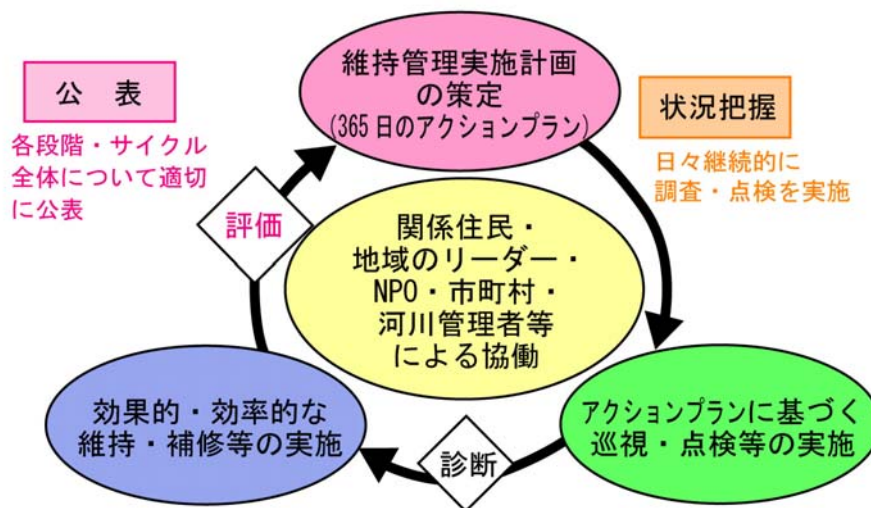 維持管理実施計画
の策定
(365日のアクションプラン)
公 表
各段階・サイクル
全体について適切
に公表
状況把握
日々継続的に
調査・点検を実施
評価
関係住民・
地域のリーダー・
NPO・市町村・
河川管理者等
による協働
効果的・効率的な
維持・補修等の実施
アクションプランに基づく
巡視・点検等の実施
診断